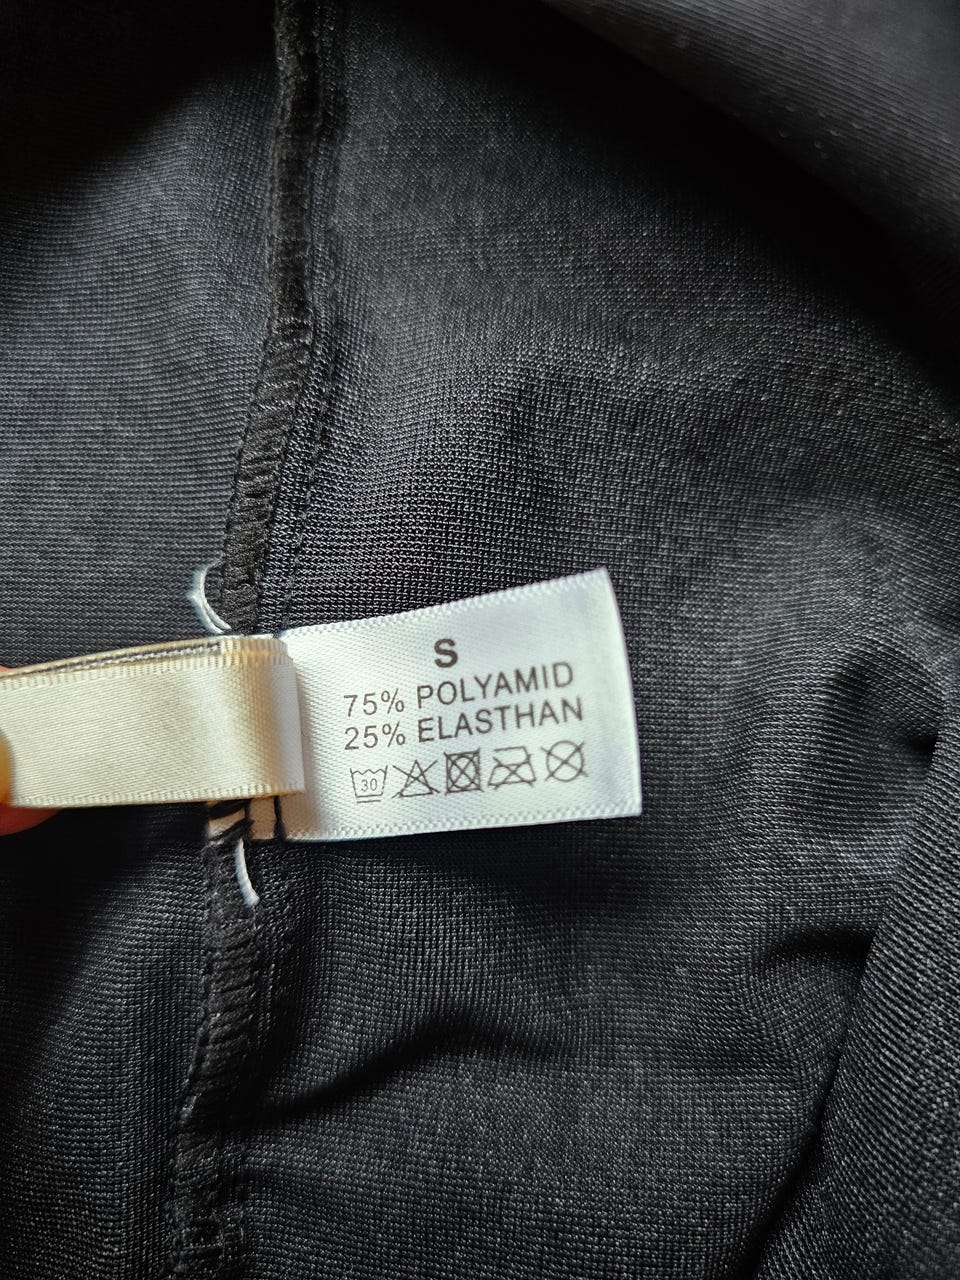 S
75% POLYAMID
25% ELASTHAN
30